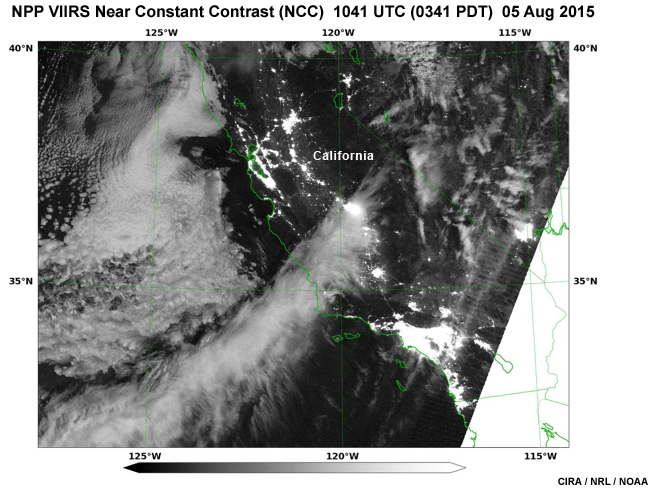 NPP VIIRS Near Constant Contrast (NCC)  1041 UTC (0341 PDT)  05 Aug 2015
125°W 120°W 115°W
40°N 40°N
California
35°N 35°N
125°W 120°W 115°W
CIRA / NRL / NOAA